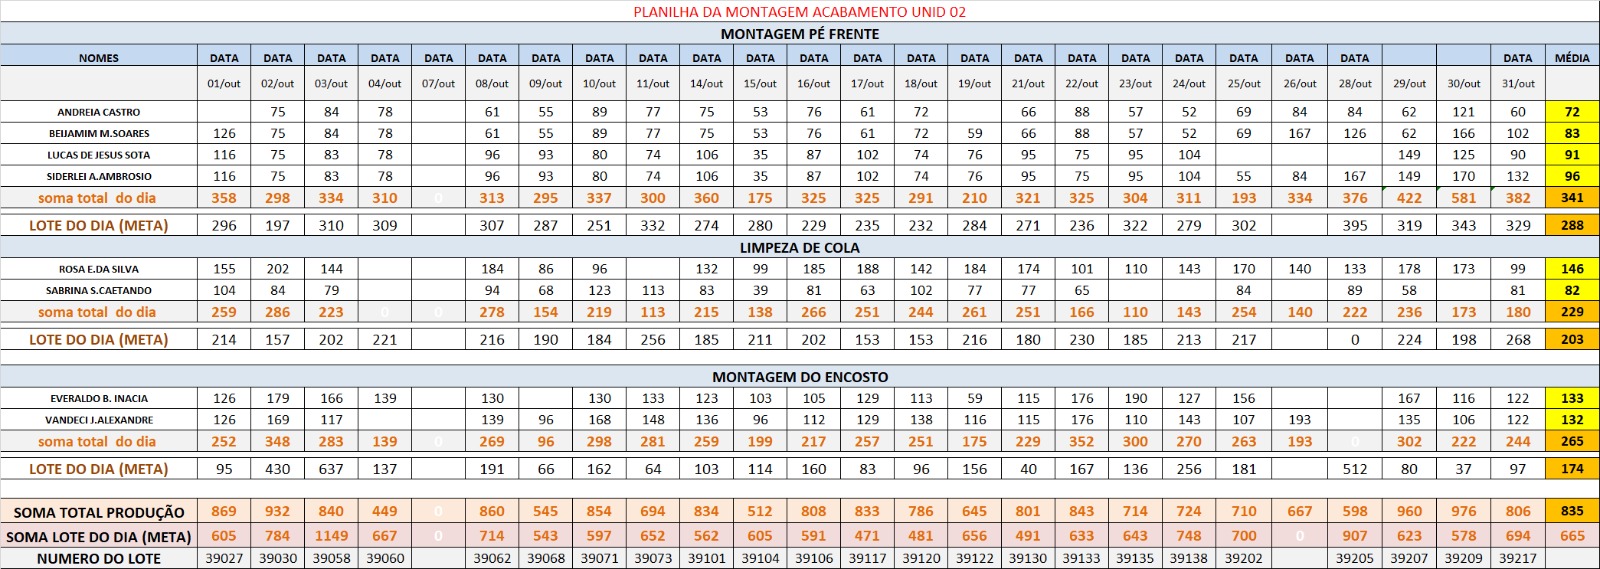 PLANILHA DA MONTAGEM ACABAMENTO UNID 02
MONTAGEM PÉ FRENTE
NOMES DATA DATA DATA DATA DATA DATA DATA DATA DATA DATA DATA DATA DATA DATA DATA DATA DATA DATA DATA DATA DATA DATA DATA MÉDIA
01/out 02/out 03/out 04/out 07/out 08/out 09/out 10/out 11/out 14/out 15/out 16/out 17/out 18/out 19/out 21/out 22/out 23/out 24/out 25/out 26/out 28/out 29/out 30/out 31/out
ANDREIA CASTRO 75 84 78 61 55 89 77 75 53 76 61 72 66 88 57 52 69 84 84 62 121 60 72
BEIJAMIM M.SOARES 126 75 84 78 61 55 89 77 75 53 76 61 72 59 66 88 57 52 69 167 126 62 166 102 83
LUCAS DE JESUS SOTA 116 75 83 78 96 93 80 74 106 35 87 102 74 76 95 75 95 104 149 125 90 91
SIDERLEI A.AMBROSIO 116 75 83 78 96 93 80 74 106 35 87 102 74 76 95 75 95 104 55 84 167 149 170 132 96
soma total do dia 358 298 334 310 0 313 295 337 300 360 175 325 325 291 210 321 325 304 311 193 334 376 422 581 382 341
LOTE DO DIA (META) 296 197 310 309 307 287 251 332 274 280 229 235 232 284 271 236 322 279 302 395 319 343 329 288
LIMPEZA DE COLA
ROSA E.DA SILVA 155 202 144 184 86 96 132 99 185 188 142 184 174 101 110 143 170 140 133 178 173 99 146
SABRINA S.CAETANDO 104 84 79 94 68 123 113 83 39 81 63 102 77 77 65 84 89 58 81 82
soma total do dia 259 286 223 0 0 278 154 219 113 215 138 266 251 244 261 251 166 110 143 254 140 222 236 173 180 229
LOTE DO DIA (META) 214 157 202 221 216 190 184 256 185 211 202 153 153 216 180 230 185 213 217 0 224 198 268 203
MONTAGEM DO ENCOSTO
EVERALDO B. INACIA 126 179 166 139 130 130 133 123 103 105 129 113 59 115 176 190 127 156 167 116 122 133
VANDECI J.ALEXANDRE 126 169 117 139 96 168 148 136 96 112 129 138 116 115 176 110 143 107 193 135 106 122 132
soma total do dia 252 348 283 139 0 269 96 298 281 259 199 217 257 251 175 229 352 300 270 263 193 0 302 222 244 265
LOTE DO DIA (META) 95 430 637 137 191 66 162 64 103 114 160 83 96 156 40 167 136 256 181 512 80 37 97 174
SOMA TOTAL PRODUÇÃO 869 932 840 449 0 860 545 854 694 834 512 808 833 786 645 801 843 714 724 710 667 598 960 976 806 835
SOMA LOTE DO DIA (META) 605 784 1149 667 0 714 543 597 652 562 605 591 471 481 656 491 633 643 748 700 0 907 623 578 694 665
NUMERO DO LOTE 39027 39030 39058 39060 39062 39068 39071 39073 39101 39104 39106 39117 39120 39122 39130 39133 39135 39138 39202 39205 39207 39209 39217